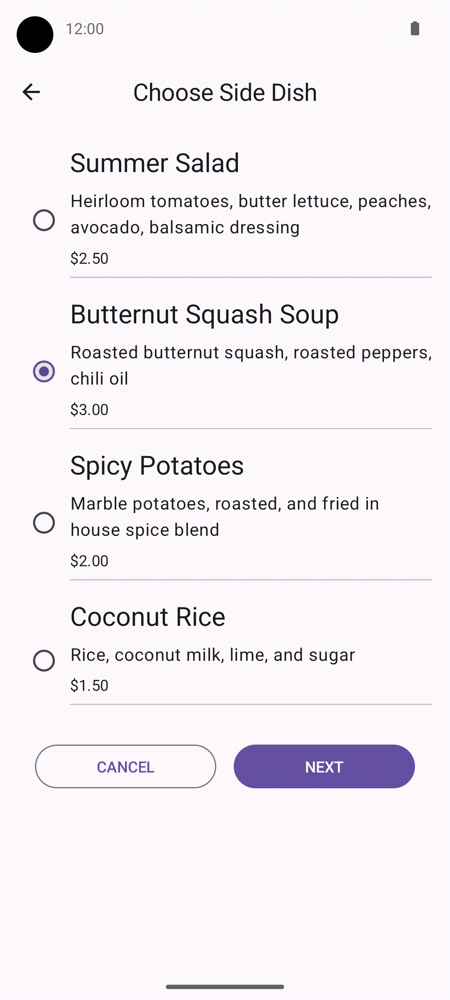 12:00
Choose Side Dish
Summer Salad
Heirloom tomatoes, butter lettuce, peaches,
avocado, balsamic dressing
$2.50
Butternut Squash Soup
Roasted butternut squash, roasted peppers,
chili oil
$3.00
Spicy Potatoes
Marble potatoes, roasted, and fried in
house spice blend
$2.00
Coconut Rice
Rice, coconut milk, lime, and sugar
$1.50
CANCEL
NEXT